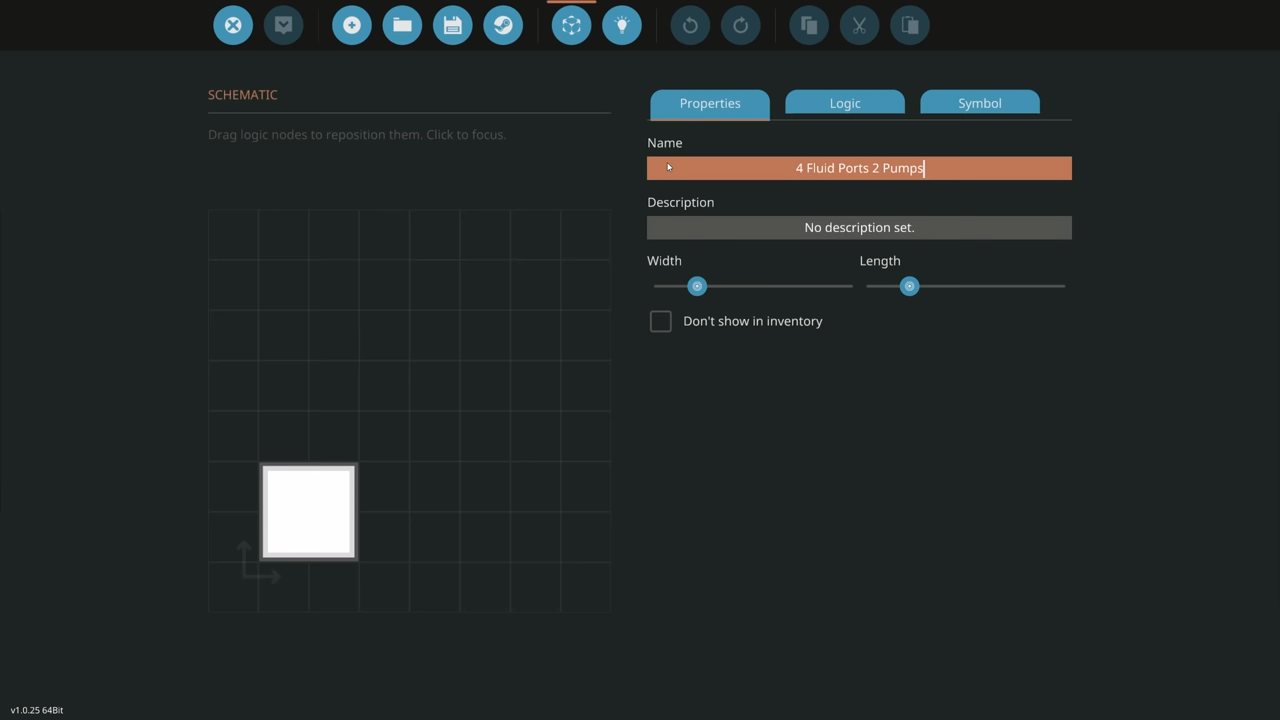 SCHEMATIC
Drag logic nodes to reposition them. Click to focus.
Properties
Logic
Symbol
Name
4 Fluid Ports 2 Pumps
Description
No description set.
Width
Length
Don't show in inventory
v1.0.25 64Bit